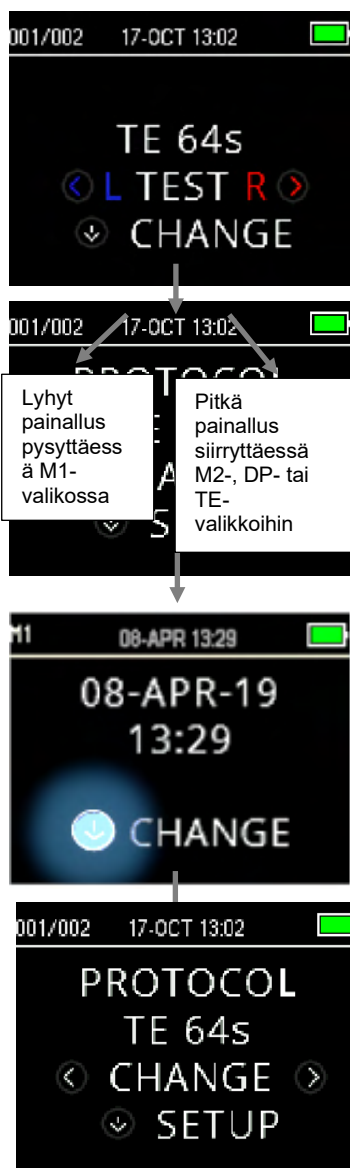 001/002 17-OCT 13:02
TE 64s
L TEST R
CHANGE
001/002 17-OCT 13:02
PROTOCOL
Lyhyt
painallus
pysyttäess
ä M1-
valikossa
Pitkä
painallus
siirryttäessä
M2-, DP- tai
TE-
valikkoihin
M1 08-APR 13:29
08-APR-19
13:29
CHANGE
001/002 17-OCT 13:02
PROTOCOL
TE 64s
CHANGE
SETUP